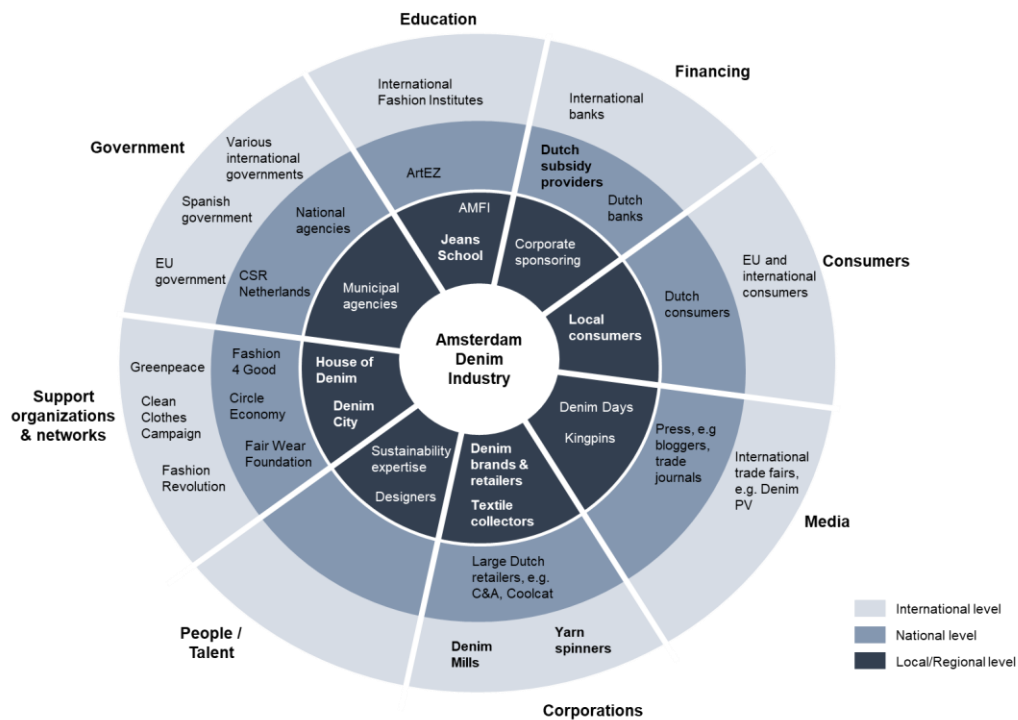 Education
International
Fashion Institutes
ArtEZ
AMFI
Jeans
School
Financing
International
banks
Dutch
subsidy
providers
Dutch
banks
Corporate
sponsoring
Consumers
EU and
international
consumers
Dutch
consumers
Local
consumers
Media
International
trade fairs,
e.g. Denim
PV
Press, e.g
bloggers,
trade
journals
Denim Days
Kingpins
Corporations
Denim
brands &
retailers
Textile
collectors
Large Dutch
retailers, e.g.
C&A, Coolcat
Denim
Mills
Yarn
spinners
People /
Talent
Sustainability
expertise
Designers
Support
organizations
& networks
Greenpeace
Clean
Clothes
Campaign
Fashion
Revolution
Fashion
4 Good
Circle
Economy
Fair Wear
Foundation
House of
Denim
Denim
City
Government
Various
international
governments
Spanish
government
EU
government
National
agencies
CSR
Netherlands
Municipal
agencies
Amsterdam
Denim
Industry
International level
National level
Local/Regional level